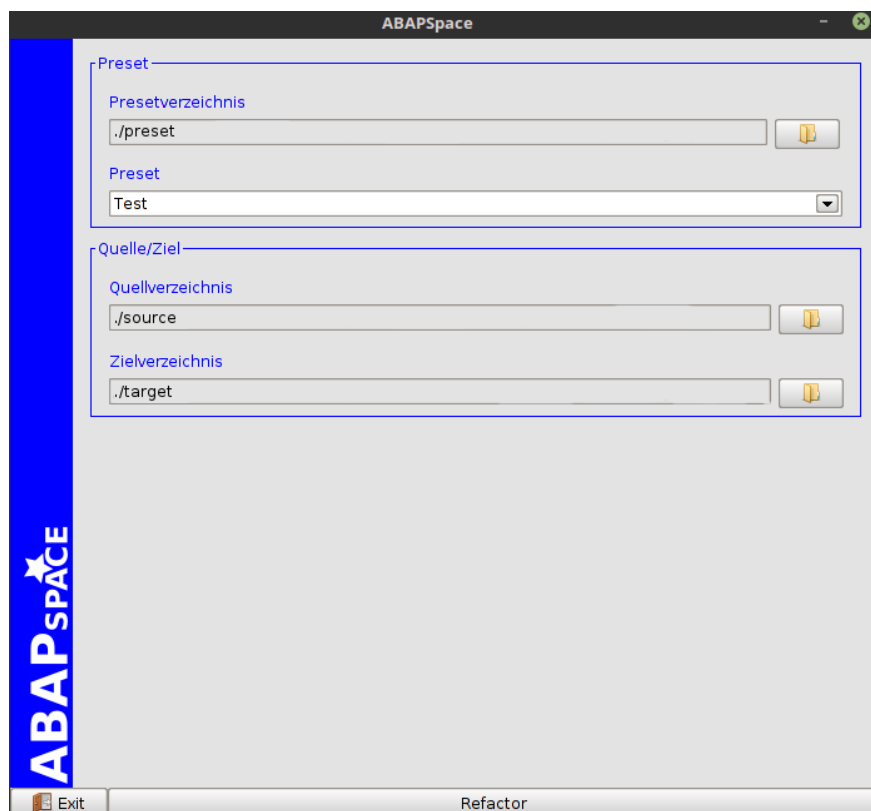 ABAPSpace
Preset
Presetverzeichnis
./preset
Preset
Test
Quelle/Ziel
Quellverzeichnis
./source
Zielverzeichnis
./target
ABAPSPACE
Exit
Refactor